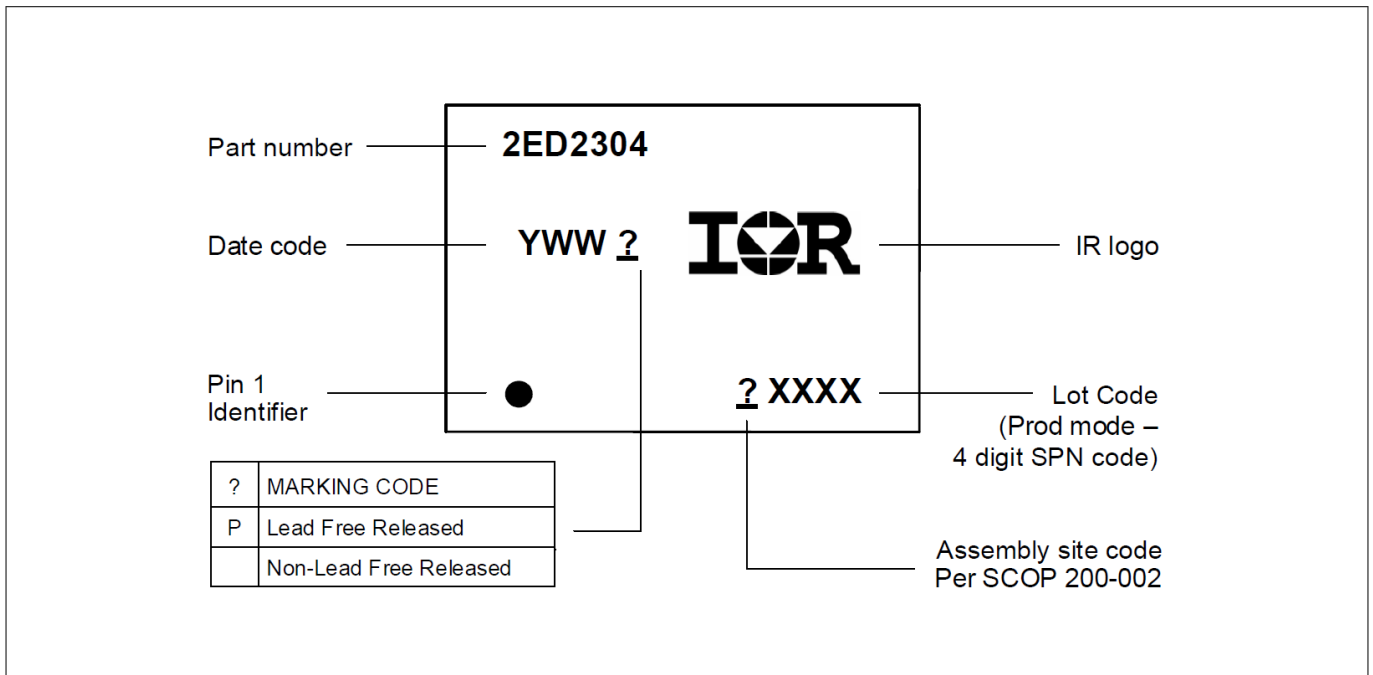 Part number
2ED2304
Date code
YWW ?
IOR
IR logo
Pin 1
Identifier
? XXXX
Lot Code
(Prod mode –
4 digit SPN code)
? MARKING CODE
P Lead Free Released
Non-Lead Free Released
Assembly site code
Per SCOP 200-002